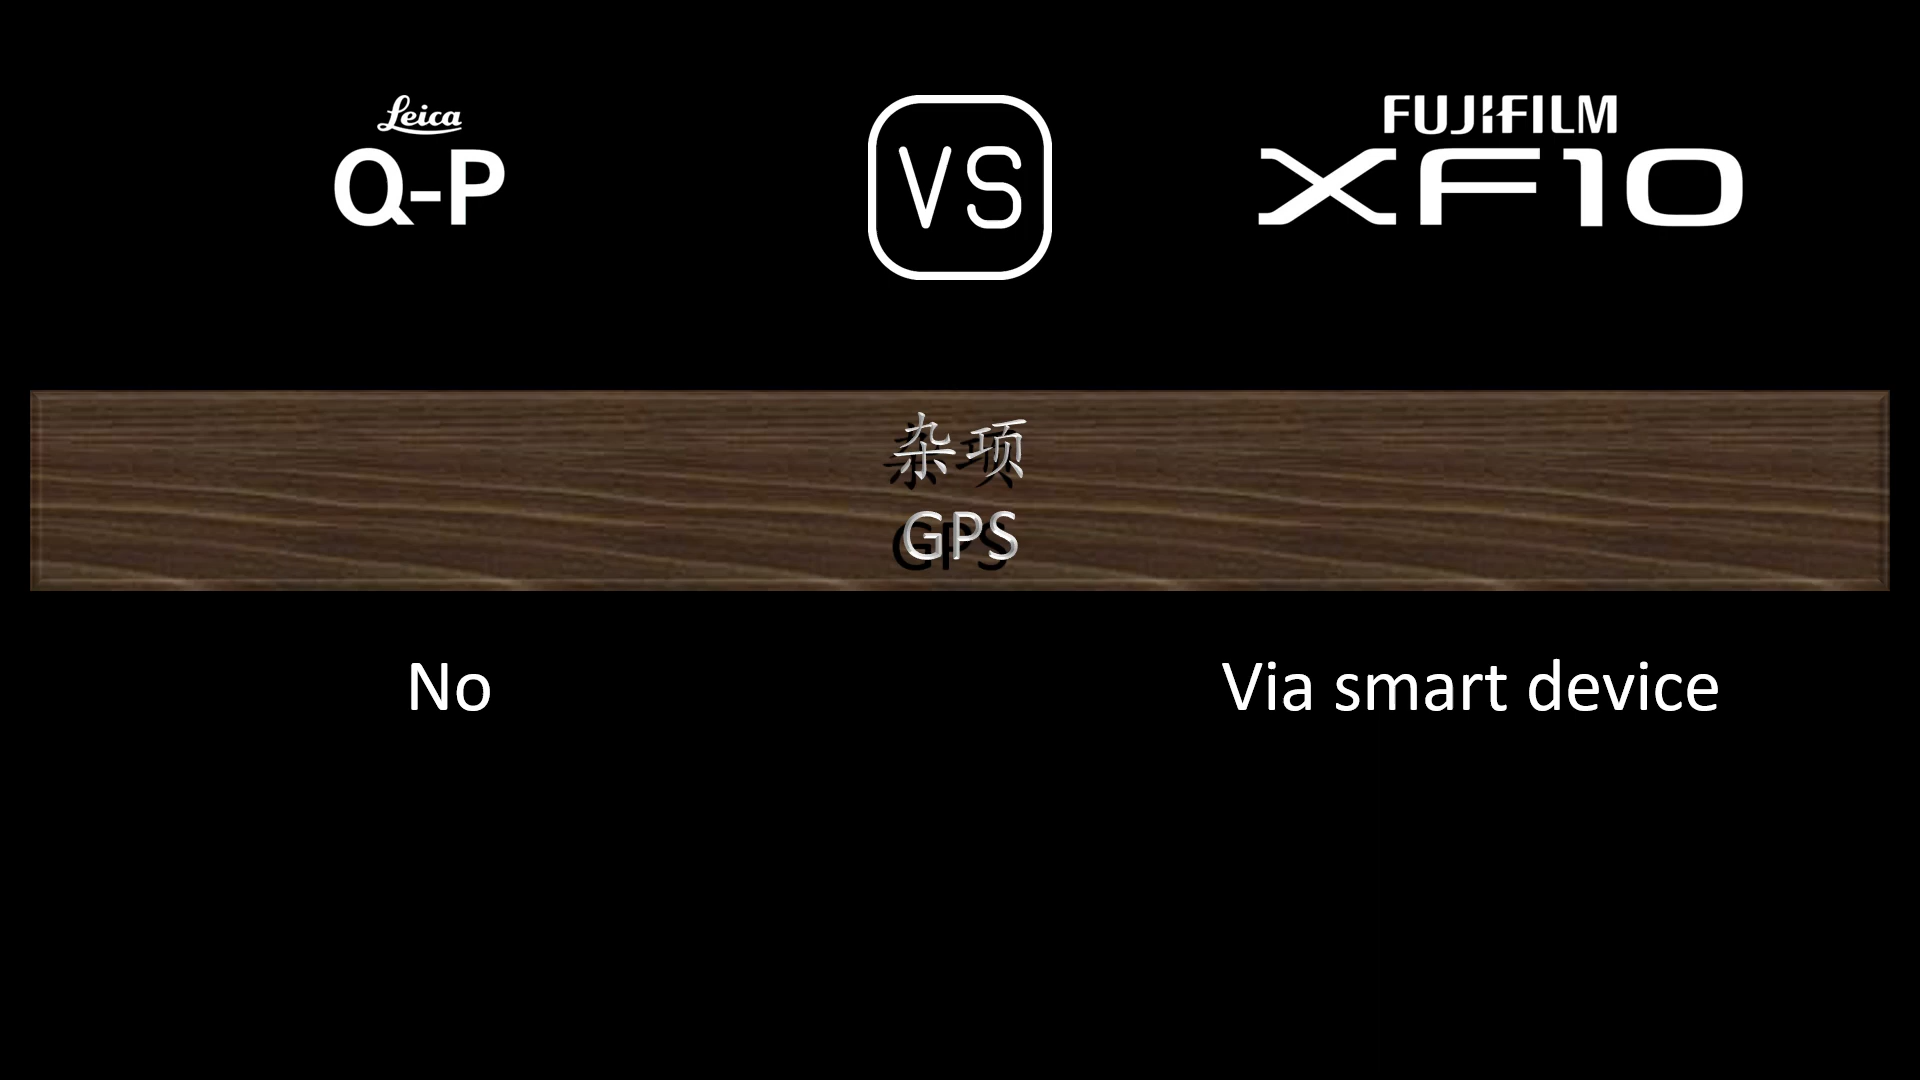 Leica
Q-P
VS
FUJIFILM
XF10
杂项
GPS
No
Via smart device